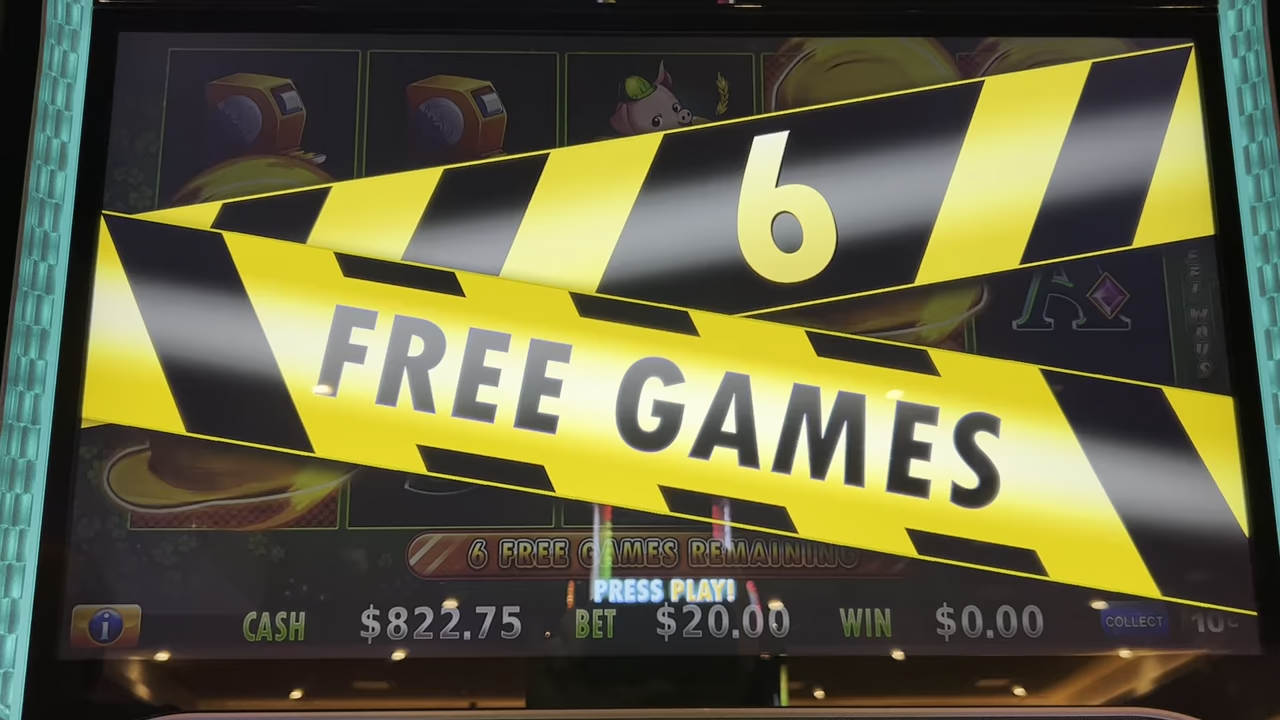 6
FREE GAMES
A
6 FREE GAMES REMAINING
PRESS PLAY!
i
CASH $822.75 BET $20.00 WIN $0.00 COLLECT 10¢